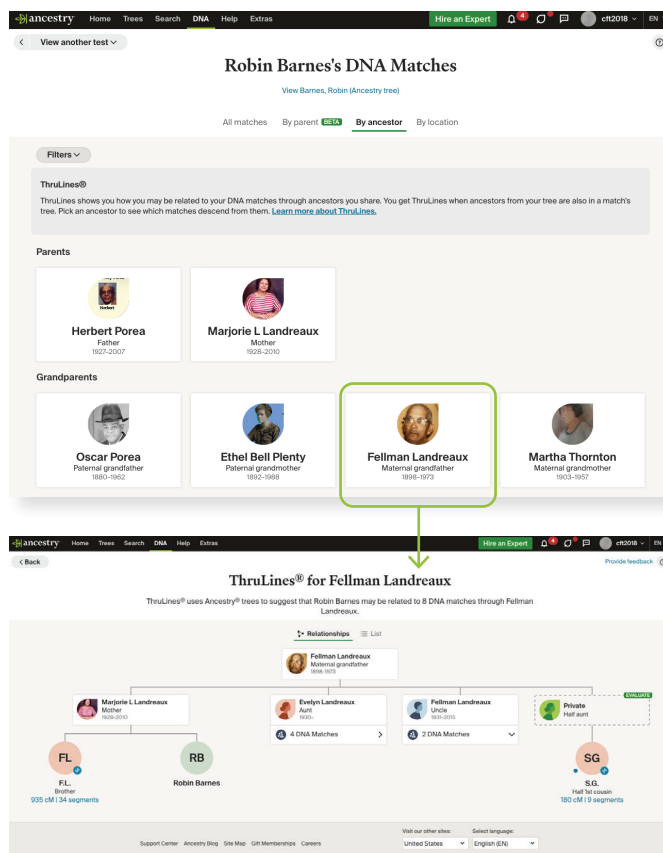 ancestry Home Trees Search DNA Help Extras Hire an Expert 4 cft2018 EN
View another test
Robin Barnes's DNA Matches
View Barnes, Robin (Ancestry tree)
All matches By parent BETA By ancestor By location
Filters
ThruLines®
ThruLines shows you how you may be related to your DNA matches through ancestors you share. You get ThruLines when ancestors from your tree are also in a match's
tree. Pick an ancestor to see which matches descend from them. Learn more about ThruLines.
Parents
Herbert
Herbert Porea
Father
1927–2007
Marjorie L Landreaux
Mother
1928–2010
Grandparents
Oscar Porea
Paternal grandfather
1880–1962
Ethel Bell Plenty
Paternal grandmother
1892–1988
Fellman Landreaux
Maternal grandfather
1898–1973
Martha Thornton
Maternal grandmother
1903–1957
ancestry Home Trees Search DNA Help Extras Hire an Expert 4 cft2018 EN
Back Provide feedback
ThruLines® for Fellman Landreaux
ThruLines® uses Ancestry® trees to suggest that Robin Barnes may be related to 8 DNA matches through Fellman
Landreaux.
Relationships List
Fellman Landreaux
Maternal grandfather
1898-1973
Marjorie L Landreaux
Mother
1928-2010
Evelyn Landreaux
Aunt
1930-
4 DNA Matches
Fellman Landreaux
Uncle
1931-2015
2 DNA Matches
EVALUATE
Private
Half aunt
FL
F.L.
Brother
935 cM | 34 segments
RB
Robin Barnes
SG
S.G.
Half 1st cousin
180 cM | 9 segments
Visit our other sites: Select language:
Support Center Ancestry Blog Site Map Gift Memberships Careers United States English (EN)